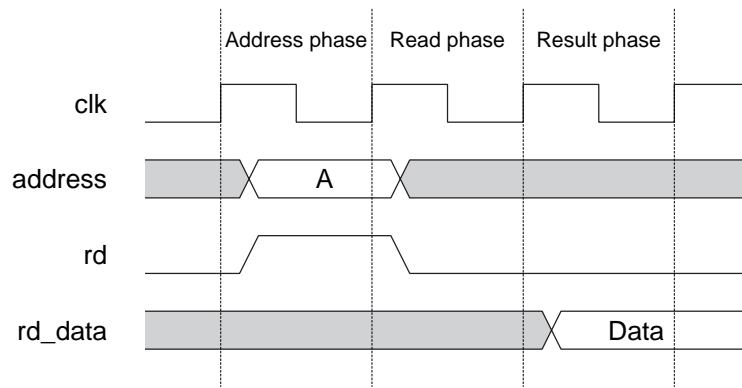 Address phase Read phase Result phase
clk
address A
rd
rd_data Data